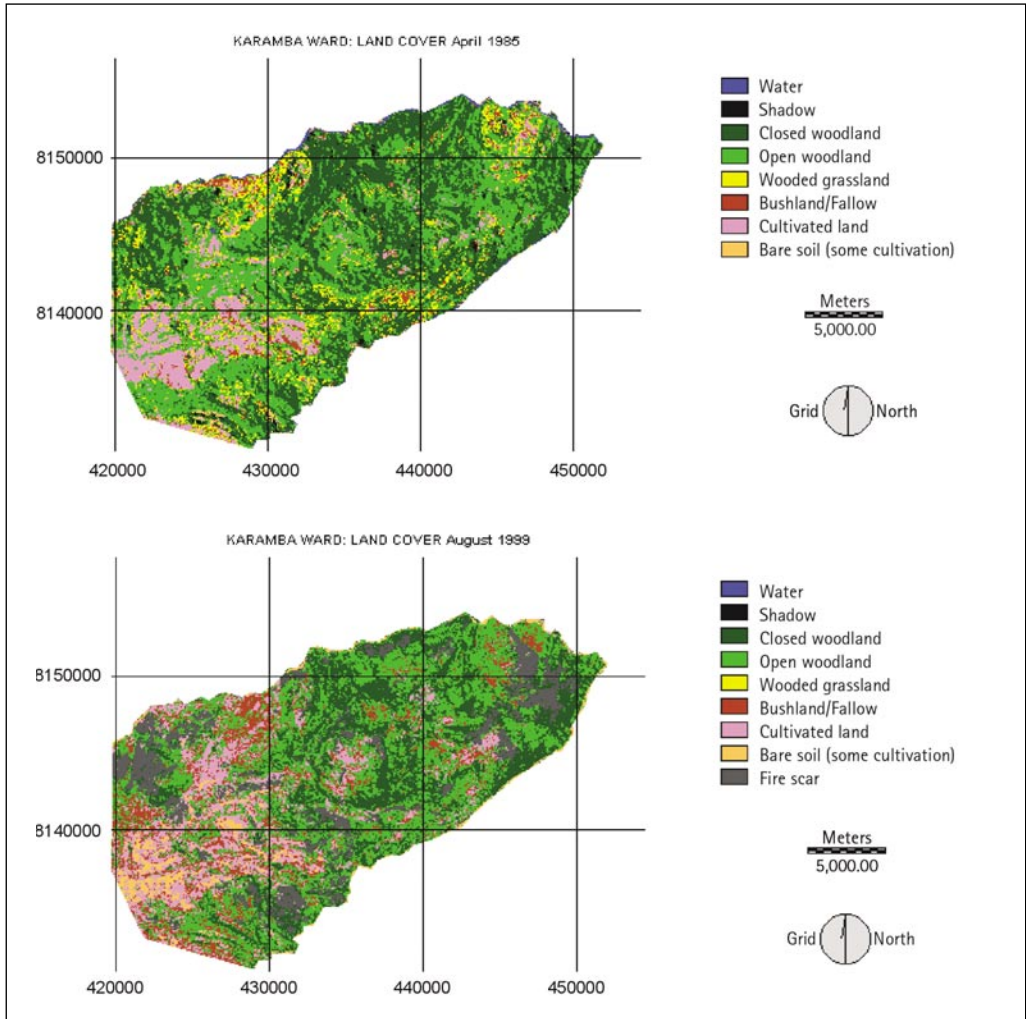 KARAMBA WARD: LAND COVER April 1985
Water
Shadow
Closed woodland
Open woodland
Wooded grassland
Bushland/Fallow
Cultivated land
Bare soil (some cultivation)
8150000
8140000
Meters
5,000.00
Grid North
420000 430000 440000 450000
KARAMBA WARD: LAND COVER August 1999
Water
Shadow
Closed woodland
Open woodland
Wooded grassland
Bushland/Fallow
Cultivated land
Bare soil (some cultivation)
Fire scar
8150000
8140000
Meters
5,000.00
Grid North
420000 430000 440000 450000